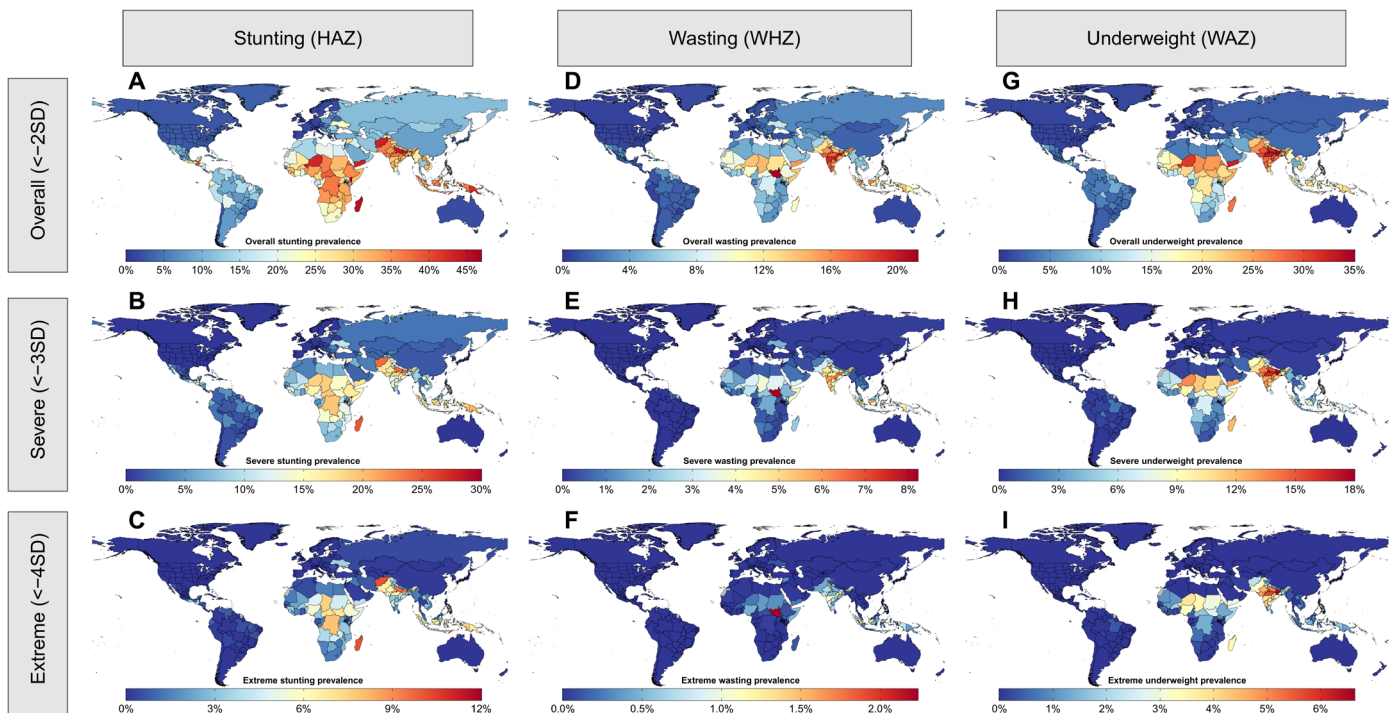 Stunting (HAZ)
Wasting (WHZ)
Underweight (WAZ)
Overall (<−2SD)
A
Overall stunting prevalence
0% 5% 10% 15% 20% 25% 30% 35% 40% 45%
D
Overall wasting prevalence
0% 4% 8% 12% 16% 20%
G
Overall underweight prevalence
0% 5% 10% 15% 20% 25% 30% 35%
Severe (<−3SD)
B
Severe stunting prevalence
0% 5% 10% 15% 20% 25% 30%
E
Severe wasting prevalence
0% 1% 2% 3% 4% 5% 6% 7% 8%
H
Severe underweight prevalence
0% 3% 6% 9% 12% 15% 18%
Extreme (<−4SD)
C
Extreme stunting prevalence
0% 3% 6% 9% 12%
F
Extreme wasting prevalence
0.0% 0.5% 1.0% 1.5% 2.0%
I
Extreme underweight prevalence
0% 1% 2% 3% 4% 5% 6%